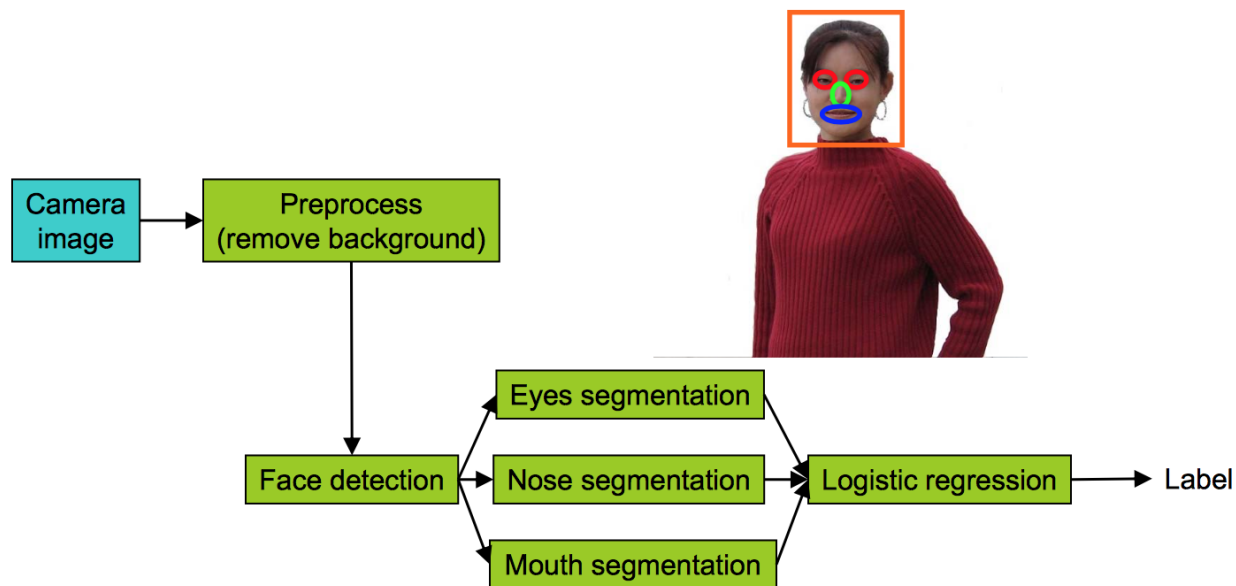 Camera
image
Preprocess
(remove background)
Eyes segmentation
Face detection
Nose segmentation
Logistic regression
Label
Mouth segmentation